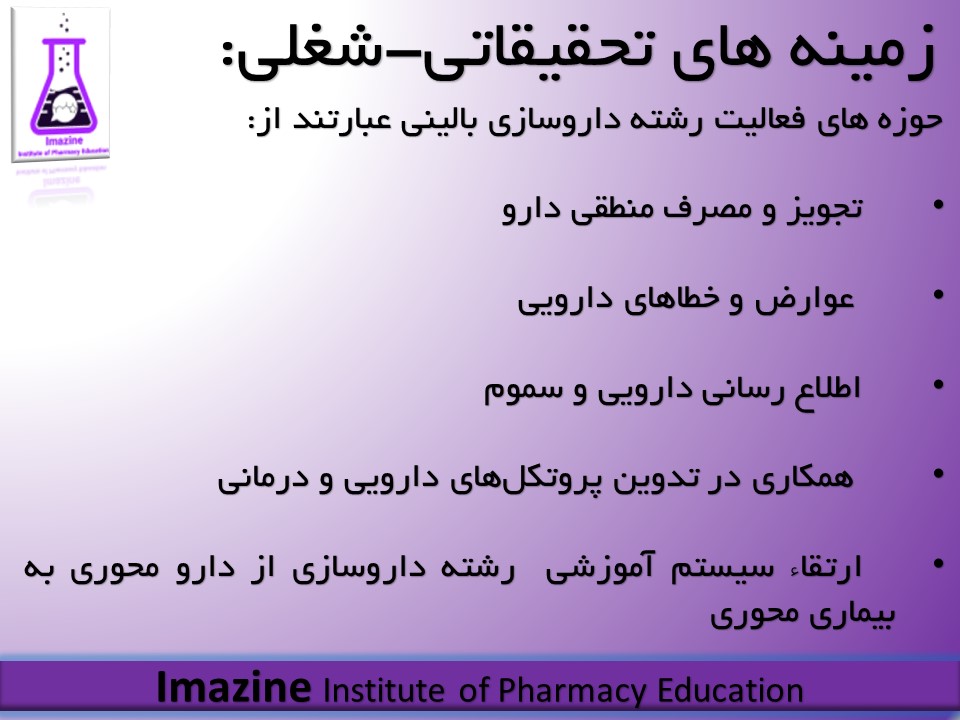 زمینه های تحقیقاتی-شغلی:
Imazine
Institute of Pharmacy Education
حوزه های فعالیت رشته داروسازی بالینی عبارتند از:
• تجویز و مصرف منطقی دارو
• عوارض و خطاهای دارویی
• اطلاع رسانی دارویی و سموم
• همکاری در تدوین پروتکل‌های دارویی و درمانی
• ارتقاء سیستم آموزشی رشته داروسازی از دارو محوری به
بیماری محوری
Imazine Institute of Pharmacy Education